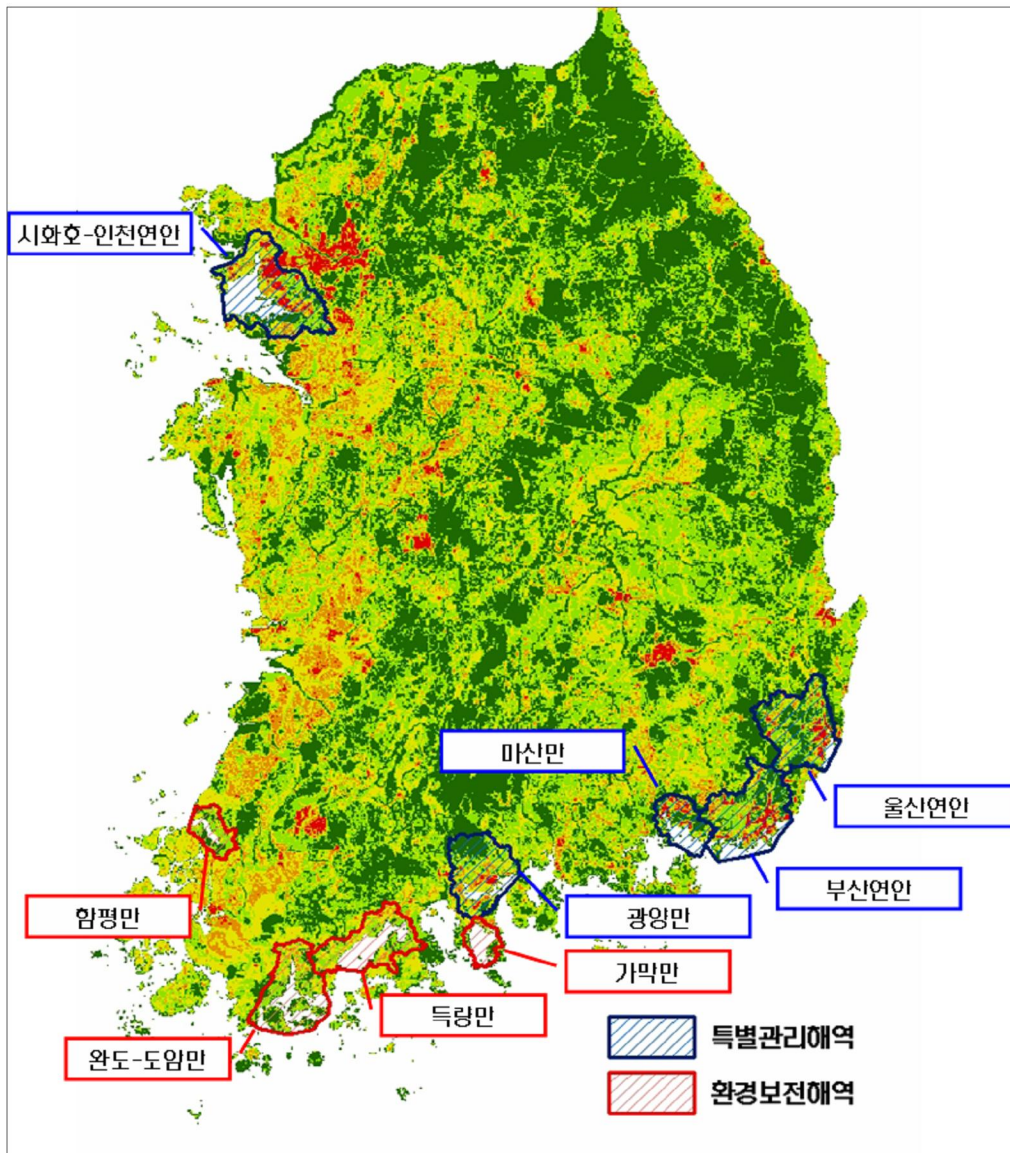 시화호-인천연안
마산만
울산연안
부산연안
함평만
광양만
가막만
득량만
완도-도암만
특별관리해역
환경보전해역